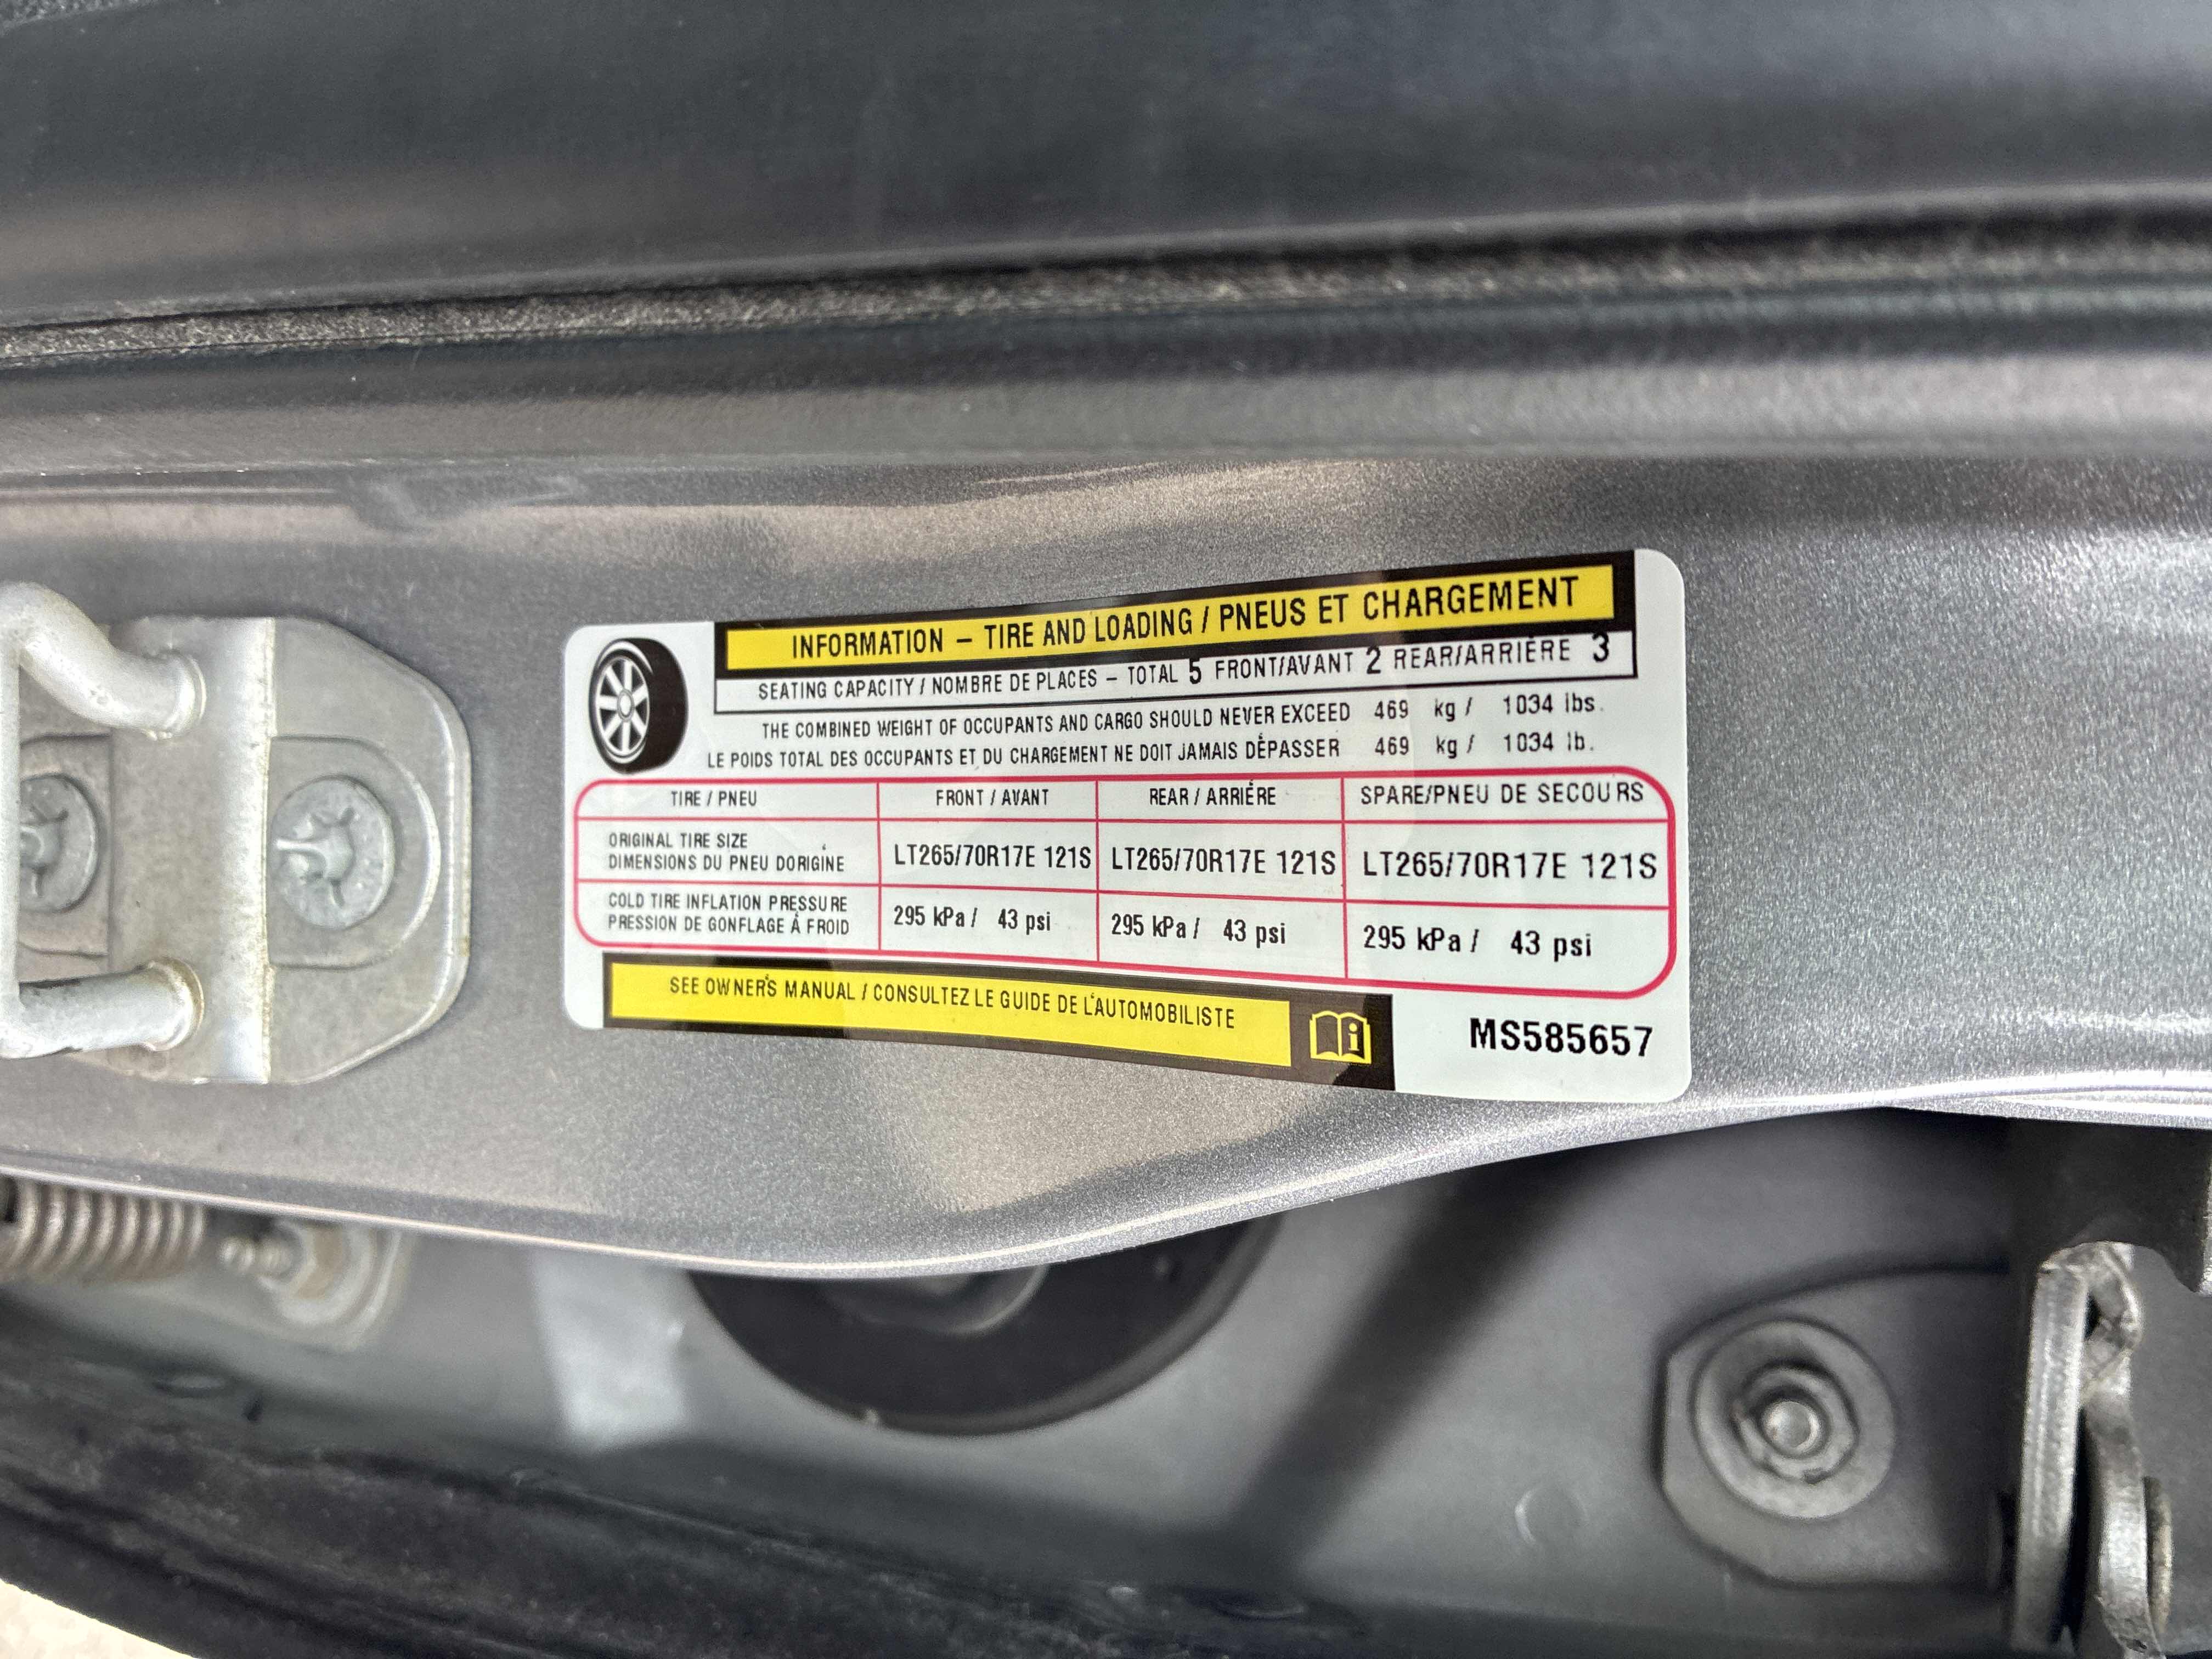 INFORMATION – TIRE AND LOADING / PNEUS ET CHARGEMENT
SEATING CAPACITY / NOMBRE DE PLACES – TOTAL 5 FRONT/AVANT 2 REAR/ARRIÉRE 3
THE COMBINED WEIGHT OF OCCUPANTS AND CARGO SHOULD NEVER EXCEED 469 kg / 1034 lbs.
LE POIDS TOTAL DES OCCUPANTS ET DU CHARGEMENT NE DOIT JAMAIS DÉPASSER 469 kg / 1034 lb.
TIRE / PNEU FRONT / AVANT REAR / ARRIÉRE SPARE/PNEU DE SECOURS
ORIGINAL TIRE SIZE
DIMENSIONS DU PNEU DORIGINE
LT265/70R17E 121S LT265/70R17E 121S LT265/70R17E 121S
COLD TIRE INFLATION PRESSURE
PRESSION DE GONFLAGE À FROID
295 kPa / 43 psi 295 kPa / 43 psi 295 kPa / 43 psi
SEE OWNER'S MANUAL / CONSULTEZ LE GUIDE DE L'AUTOMOBILISTE
MS585657